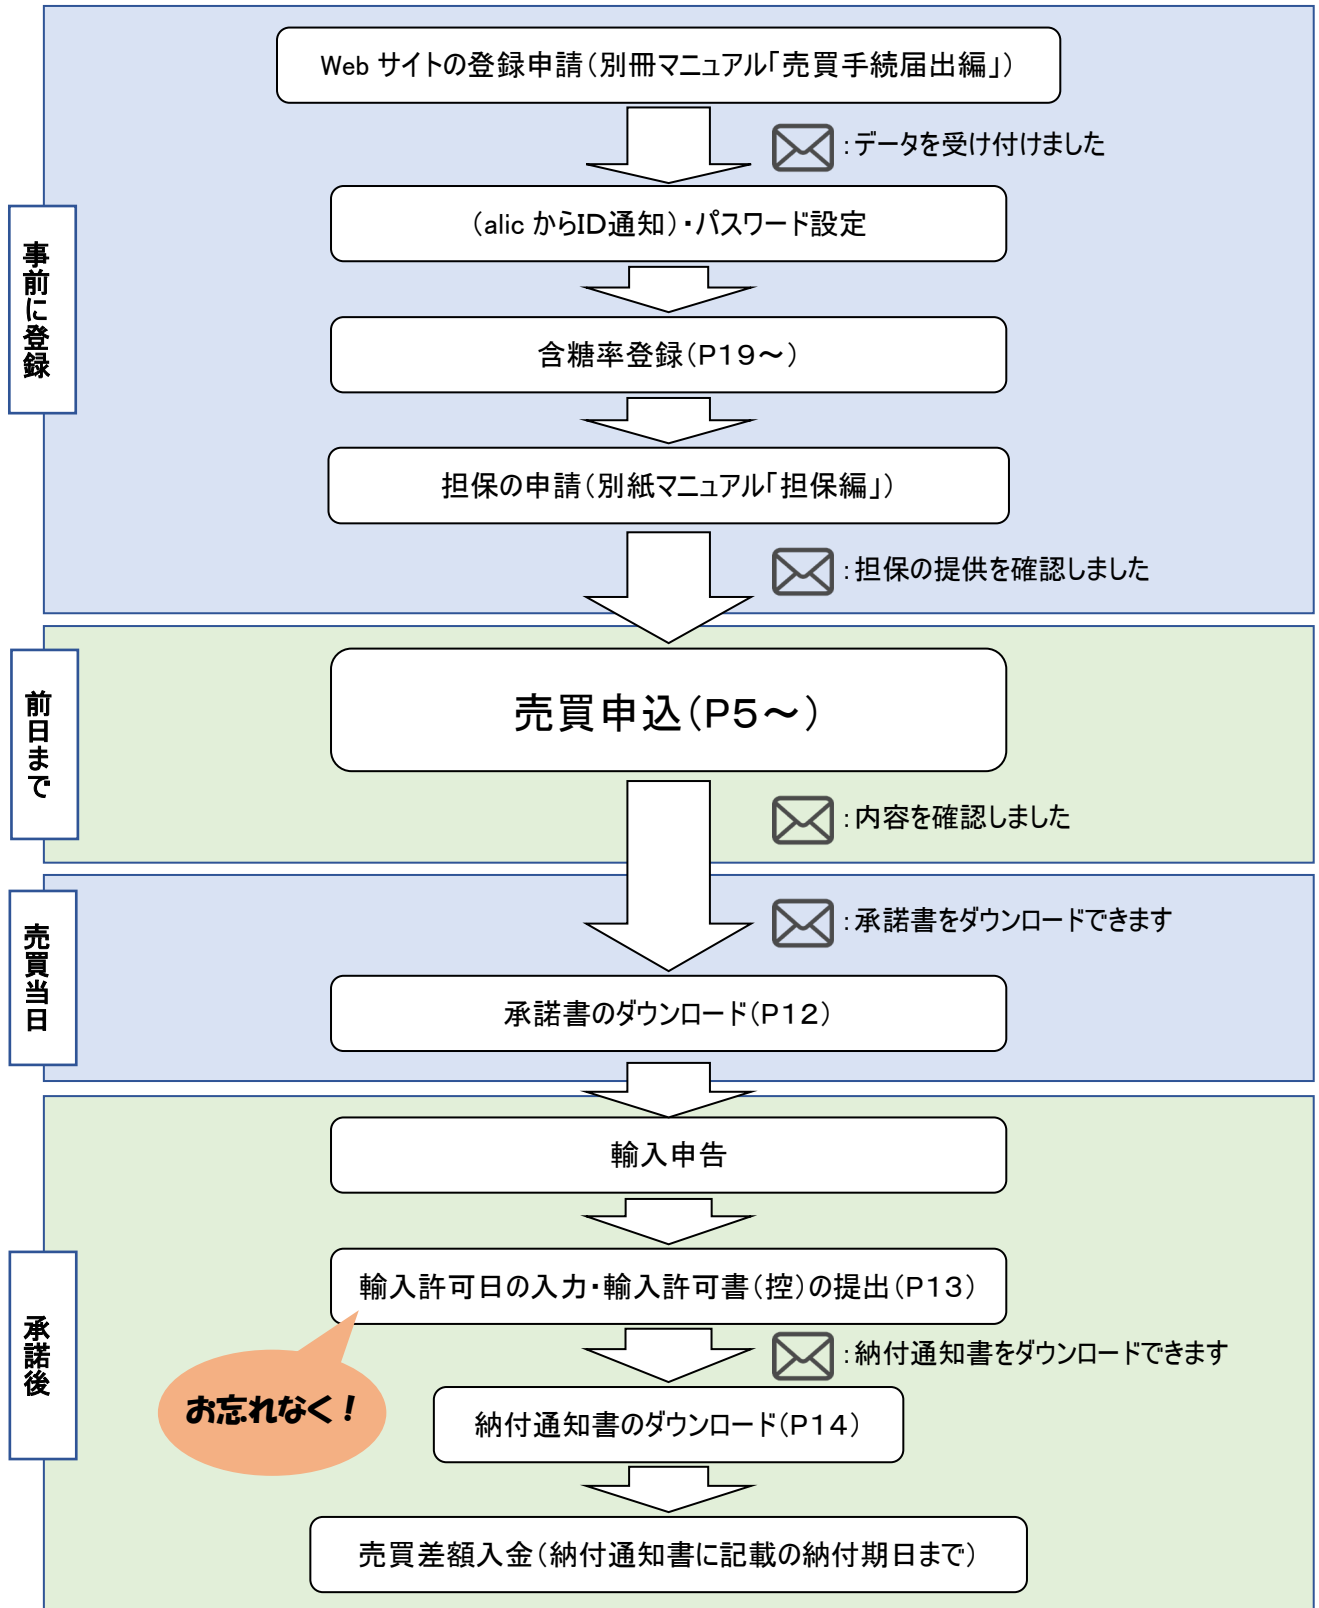 Web サイトの登録申請(別冊マニュアル「売買手続届出編」)
:データを受け付けました
(alic からID通知)・パスワード設定
事前に登録
含糖率登録(P19～)
担保の申請(別紙マニュアル「担保編」)
:担保の提供を確認しました
前日まで
売買申込(P5～)
:内容を確認しました
売買当日
:承諾書をダウンロードできます
承諾書のダウンロード(P12)
承諾後
輸入申告
輸入許可日の入力・輸入許可書(控)の提出(P13)
お忘れなく!
:納付通知書をダウンロードできます
納付通知書のダウンロード(P14)
売買差額入金(納付通知書に記載の納付期日まで)